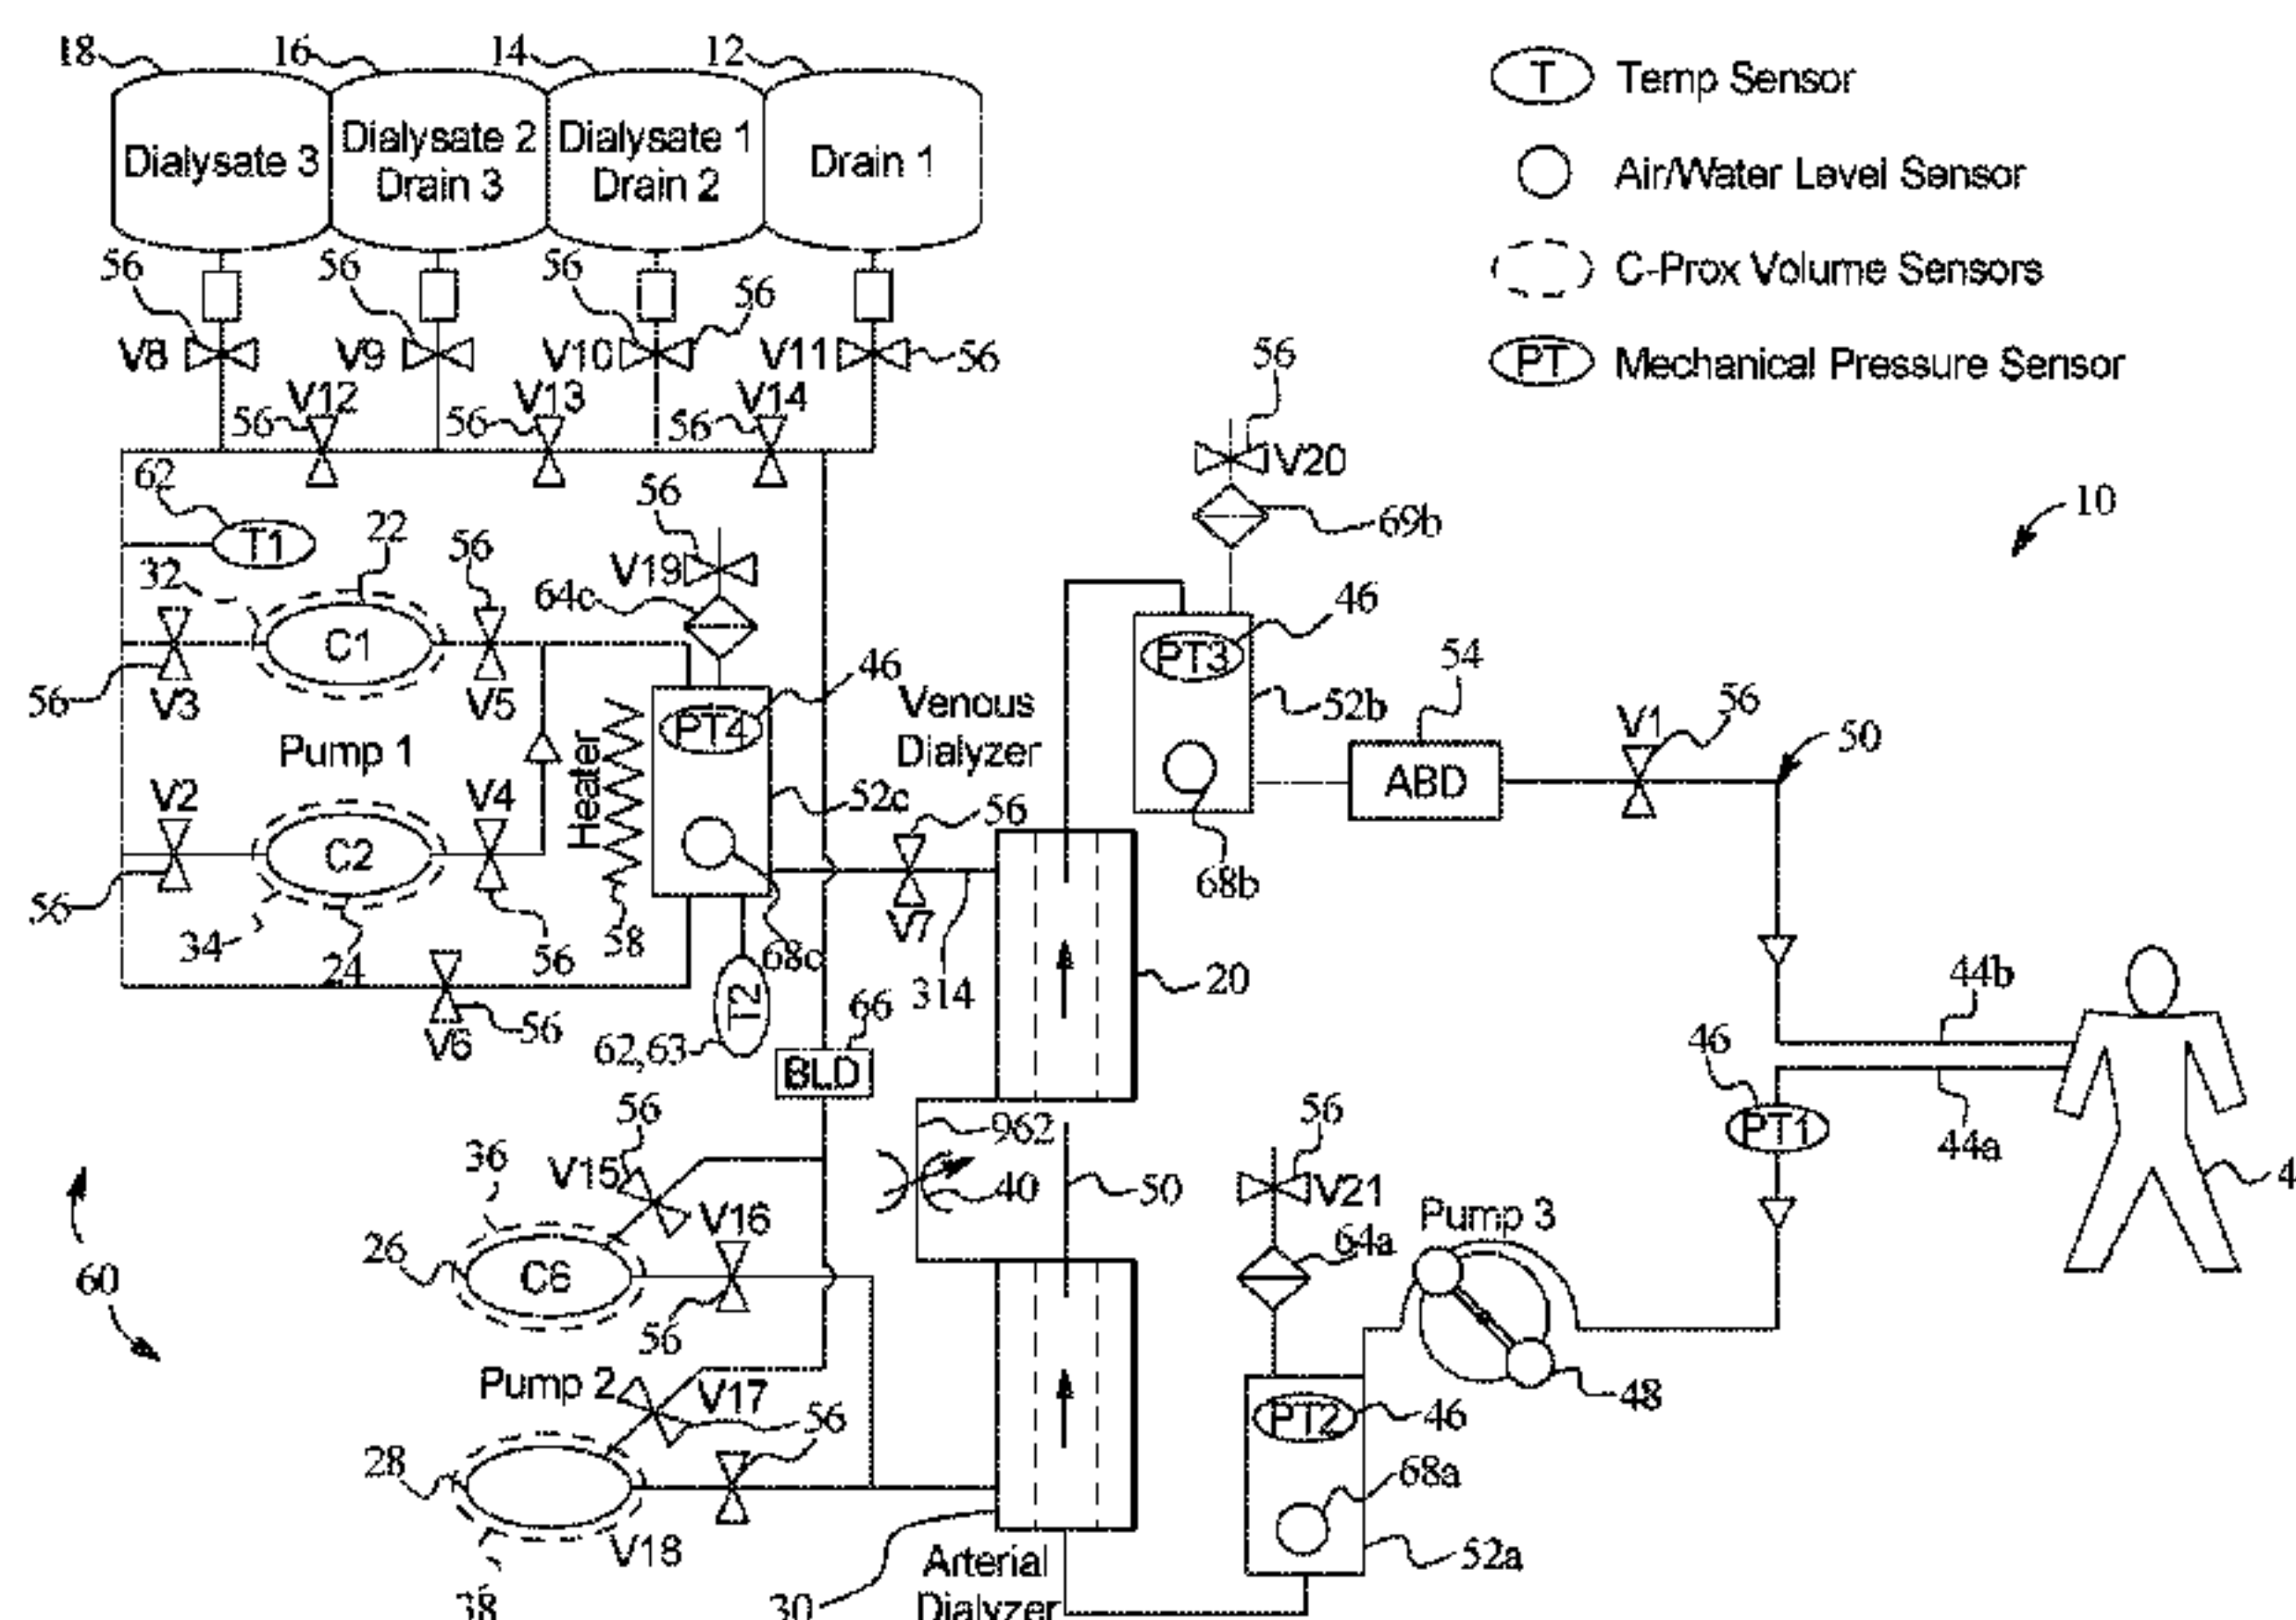 18 16 14 12
Dialysate 3
Dialysate 2
Drain 3
Dialysate 1
Drain 2
Drain 1
T Temp Sensor
Air/Water Level Sensor
C-Prox Volume Sensors
PT Mechanical Pressure Sensor
56 56 56 56
V8 V9 V10 V11 56
V12 V13 V14
56 56 56
56
V20
69b
10
62
T1
22
56
56
V19
64c
32
C1
56
V3
V5
46
PT4
Pump 1
Heater
Venous
Dialyzer
46
PT3
52b
54
ABD
V1
56
50
V2
V4
C2
52c
56
68b
56
34
24
56
58
68c
V7
314
20
V6
56
T2
62,63
66
BLD
44b
46
PT1
44a
4
56
36
V15
962
V16
40
50
56
V21
Pump 3
26
C6
56
64a
60
Pump 2
V17
56
PT2
46
48
28
V18
68a
38
30
Arterial
Dialyzer
52a